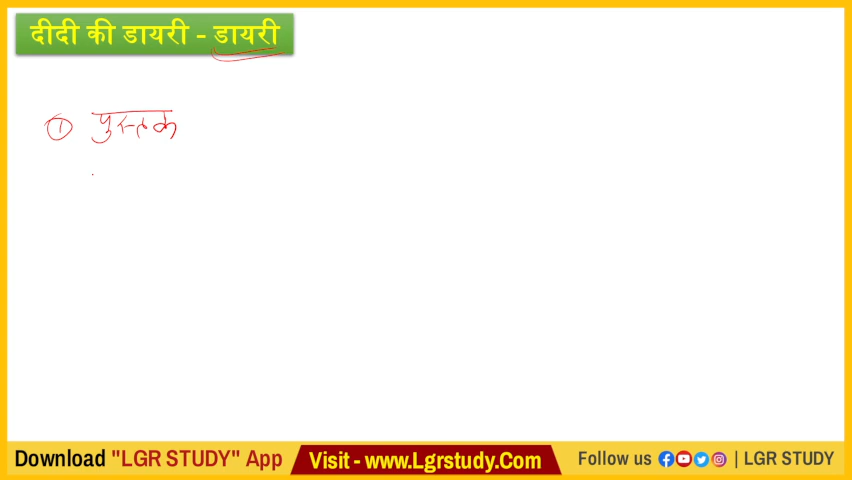 दीदी की डायरी - डायरी
① पुस्तक
Download "LGR STUDY" App
Visit - www.Lgrstudy.Com
Follow us | LGR STUDY